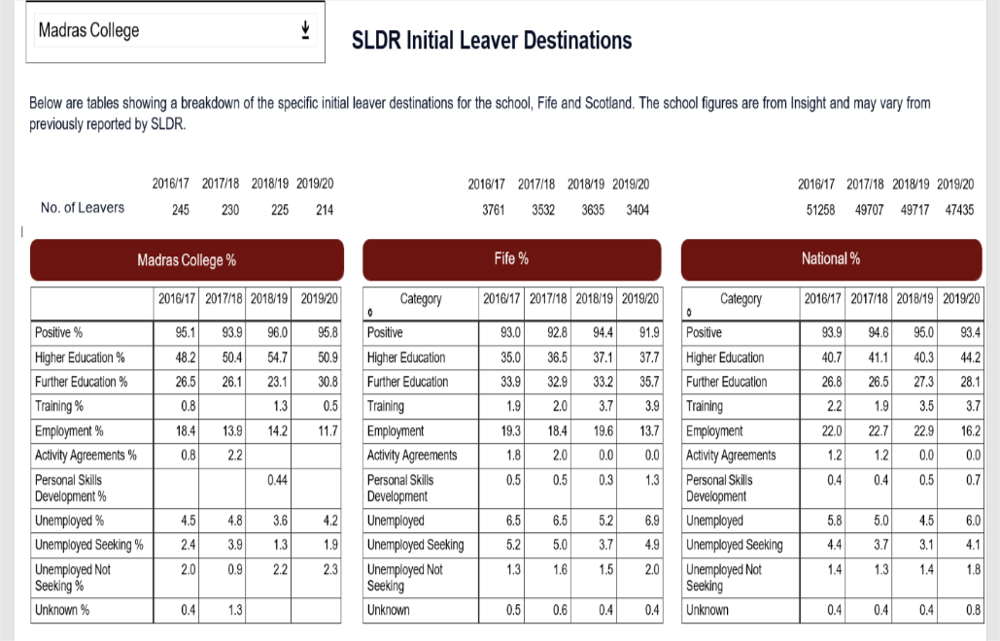 Madras College
SLDR Initial Leaver Destinations
Below are tables showing a breakdown of the specific initial leaver destinations for the school, Fife and Scotland. The school figures are from Insight and may vary from
previously reported by SLDR.
2016/17 2017/18 2018/19 2019/20 2016/17 2017/18 2018/19 2019/20 2016/17 2017/18 2018/19 2019/20
No. of Leavers 245 230 225 214 3761 3532 3635 3404 51258 49707 49717 47435
Madras College % Fife % National %
2016/17 2017/18 2018/19 2019/20 Category 2016/17 2017/18 2018/19 2019/20 Category 2016/17 2017/18 2018/19 2019/20
Positive % 95.1 93.9 96.0 95.8 Positive 93.0 92.8 94.4 91.9 Positive 93.9 94.6 95.0 93.4
Higher Education % 48.2 50.4 54.7 50.9 Higher Education 35.0 36.5 37.1 37.7 Higher Education 40.7 41.1 40.3 44.2
Further Education % 26.5 26.1 23.1 30.8 Further Education 33.9 32.9 33.2 35.7 Further Education 26.8 26.5 27.3 28.1
Training % 0.8 1.3 0.5 Training 1.9 2.0 3.7 3.9 Training 2.2 1.9 3.5 3.7
Employment % 18.4 13.9 14.2 11.7 Employment 19.3 18.4 19.6 13.7 Employment 22.0 22.7 22.9 16.2
Activity Agreements % 0.8 2.2 Activity Agreements 1.8 2.0 0.0 0.0 Activity Agreements 1.2 1.2 0.0 0.0
Personal Skills 0.44 Personal Skills 0.5 0.5 0.3 1.3 Personal Skills 0.4 0.4 0.5 0.7
Development % Development Development
Unemployed % 4.5 4.8 3.6 4.2 Unemployed 6.5 6.5 5.2 6.9 Unemployed 5.8 5.0 4.5 6.0
Unemployed Seeking % 2.4 3.9 1.3 1.9 Unemployed Seeking 5.2 5.0 3.7 4.9 Unemployed Seeking 4.4 3.7 3.1 4.1
Unemployed Not 2.0 0.9 2.2 2.3 Unemployed Not 1.3 1.6 1.5 2.0 Unemployed Not 1.4 1.3 1.4 1.8
Seeking % Seeking Seeking
Unknown % 0.4 1.3 Unknown 0.5 0.6 0.4 0.4 Unknown 0.4 0.4 0.4 0.8